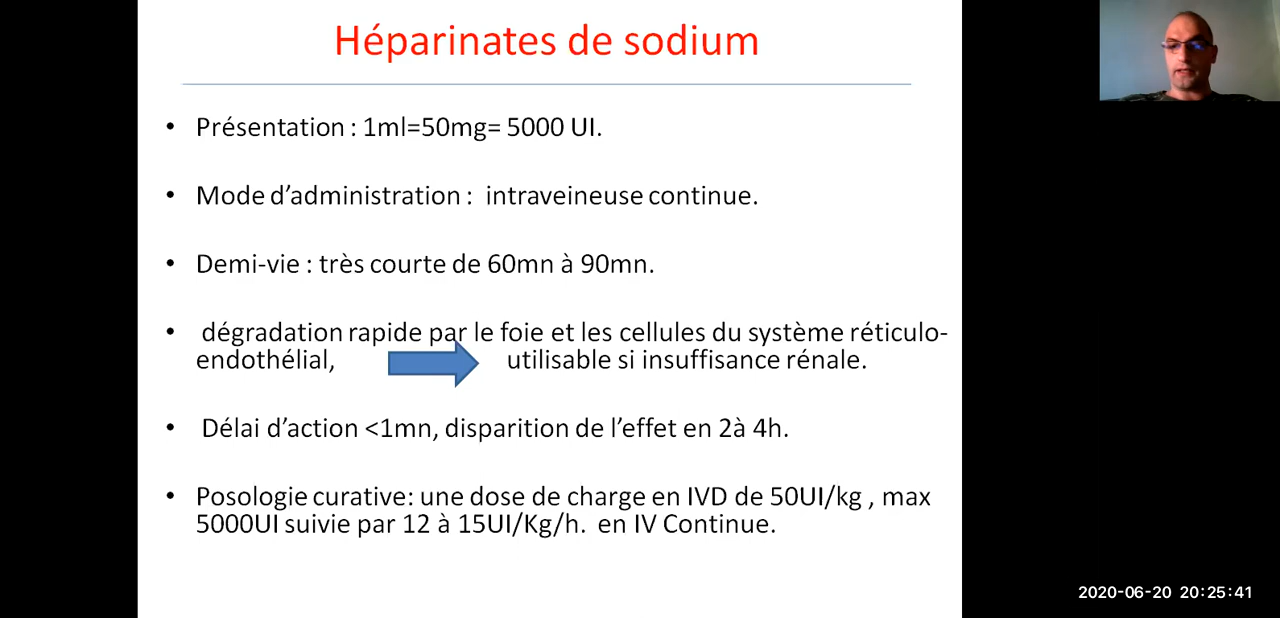 Héparinates de sodium
• Présentation : 1ml=50mg= 5000 UI.
• Mode d’administration : intraveineuse continue.
• Demi-vie : très courte de 60mn à 90mn.
• dégradation rapide par le foie et les cellules du système réticulo-
endothélial, utilisable si insuffisance rénale.
• Délai d’action <1mn, disparition de l’effet en 2à 4h.
• Posologie curative: une dose de charge en IVD de 50UI/kg , max
5000UI suivie par 12 à 15UI/Kg/h. en IV Continue.
2020-06-20 20:25:41